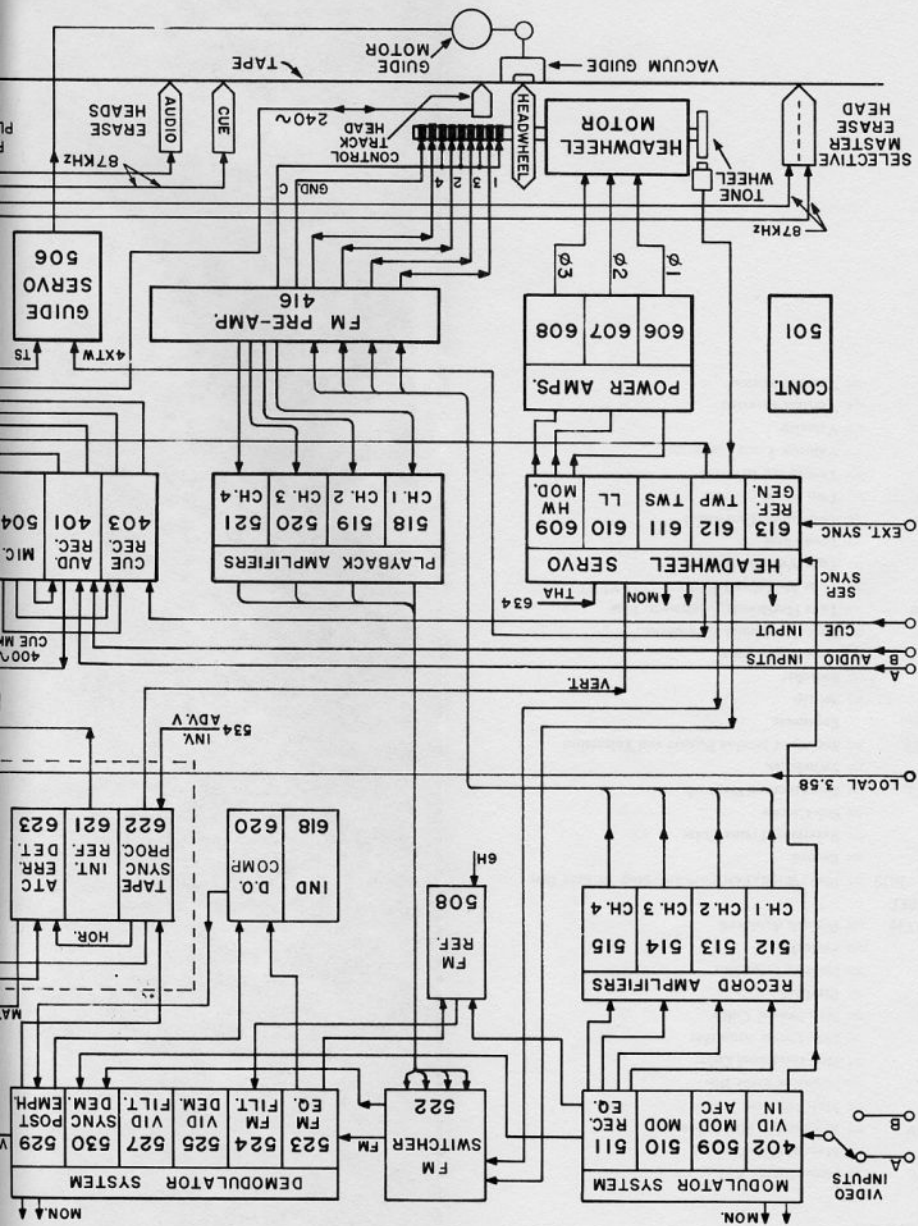 MON.
MON.
VIDEO
INPUTS
A
B
MODULATOR SYSTEM
402
VID
IN
509
MOD
AFC
510
MOD
511
REC.
EQ.
FM
SWITCHER
522
FM
DEMODULATOR SYSTEM
523
FM
EQ.
524
FM
FILT.
525
VID
DEM.
527
VID
FILT.
530
SYNC
DEM.
529
POST
EMPH.
RECORD AMPLIFIERS
512
CH. 1
513
CH. 2
514
CH. 3
515
CH. 4
FM
REF.
508
6H
618
IND
620
D.O.
COMP.
HOR.
622
TAPE
SYNC
PROC.
621
INT.
REF.
623
ATC
ERR.
DET.
LOCAL 3.58
INV.
ADV. V
534
VERT.
A
B
AUDIO INPUTS
CUE INPUT
400~
SEP.
SYNC
MON
THA
634
EXT. SYNC
HEADWHEEL SERVO
613
REF.
GEN.
612
TWP
611
TWS
610
LL
609
HW
MOD.
PLAYBACK AMPLIFIERS
518
CH. 1
519
CH. 2
520
CH. 3
521
CH. 4
403
CUE
REC.
401
AUD.
REC.
504
MIC.
CONT.
501
POWER AMPS.
606
607
608
FM PRE-AMP.
416
4XTW
TS
GUIDE
SERVO
506
Ø1
Ø2
Ø3
87KHz
1
3
2
4
GND
C
SELECTIVE
MASTER
ERASE
HEAD
TONE
WHEEL
HEADWHEEL
MOTOR
HEADWHEEL
CONTROL
TRACK
HEAD
240~
CUE
AUDIO
ERASE
HEADS
87KHz
VACUUM GUIDE
GUIDE
MOTOR
TAPE